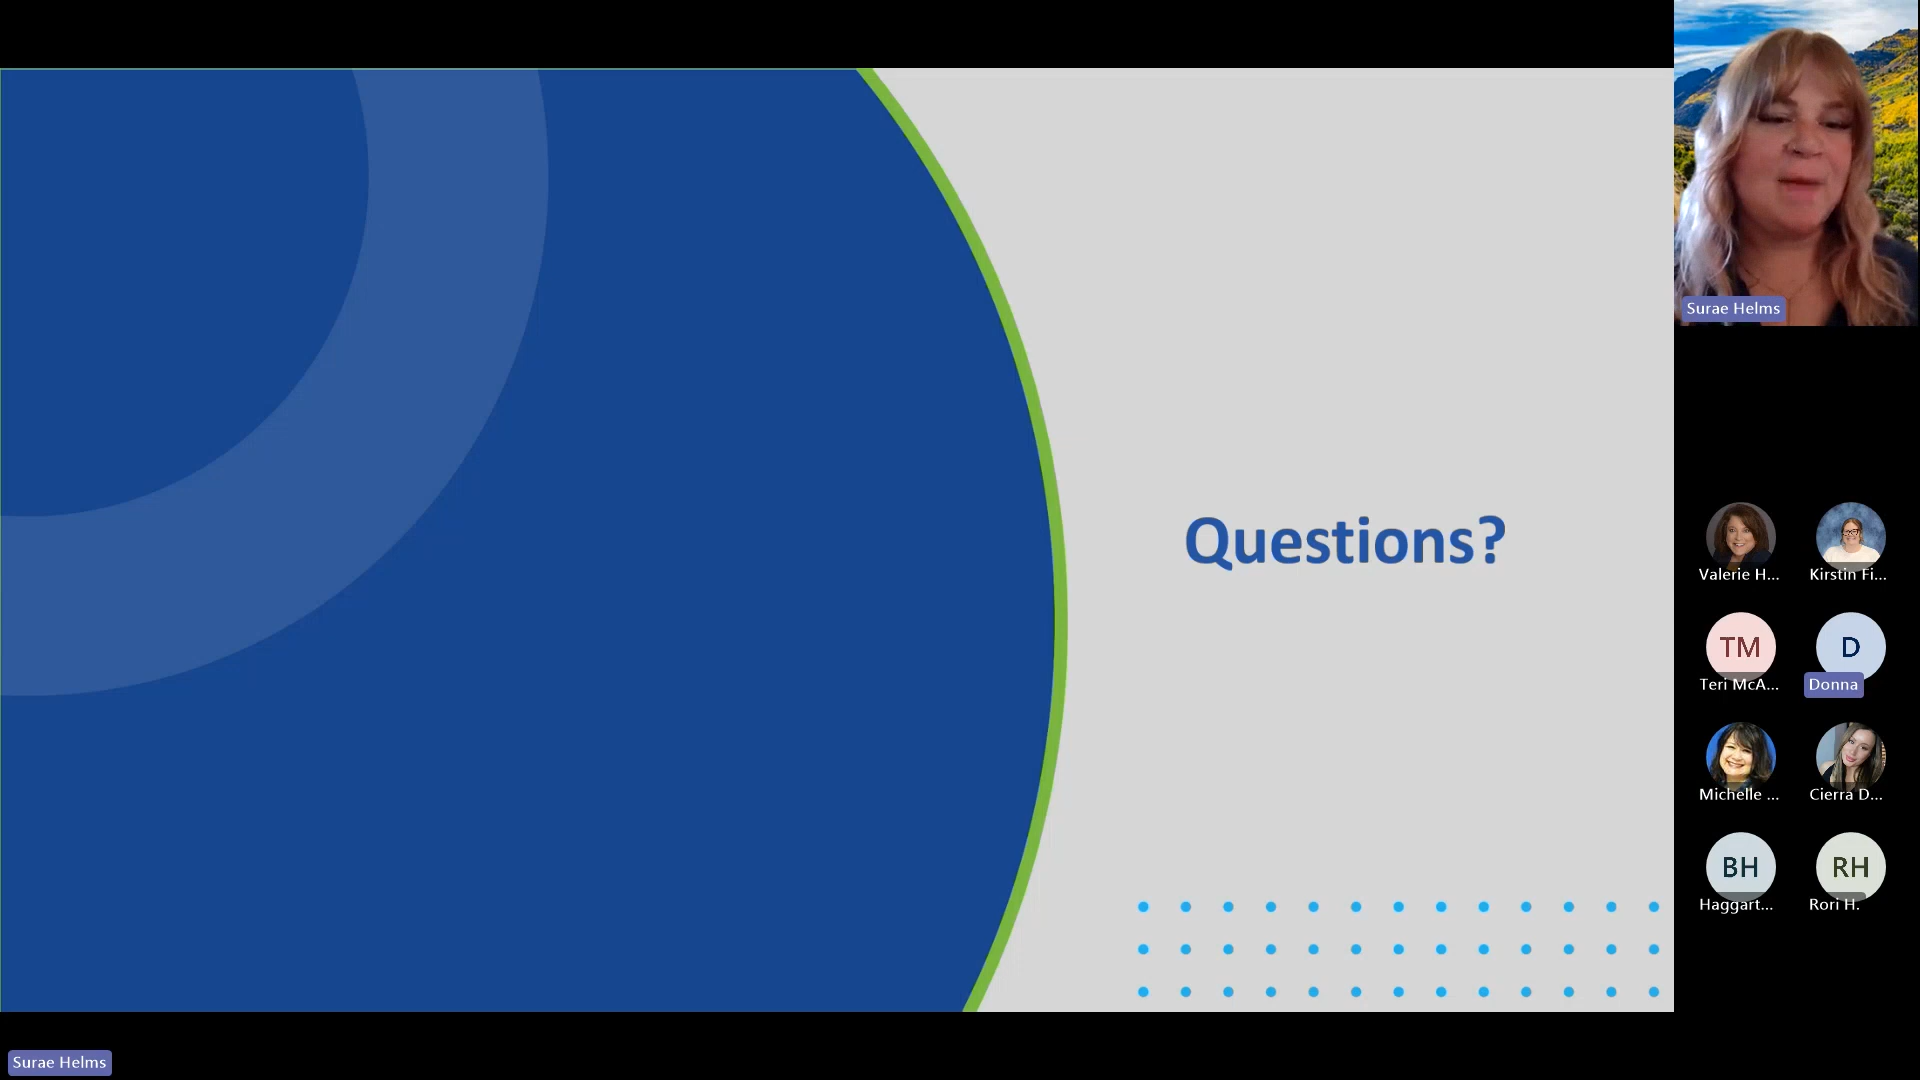 Surae Helms
Questions?
Valerie H...
Kirstin Fi...
TM
D
Teri McA...
Donna
Michelle ...
Cierra D...
BH
RH
Haggart...
Rori H.
Surae Helms